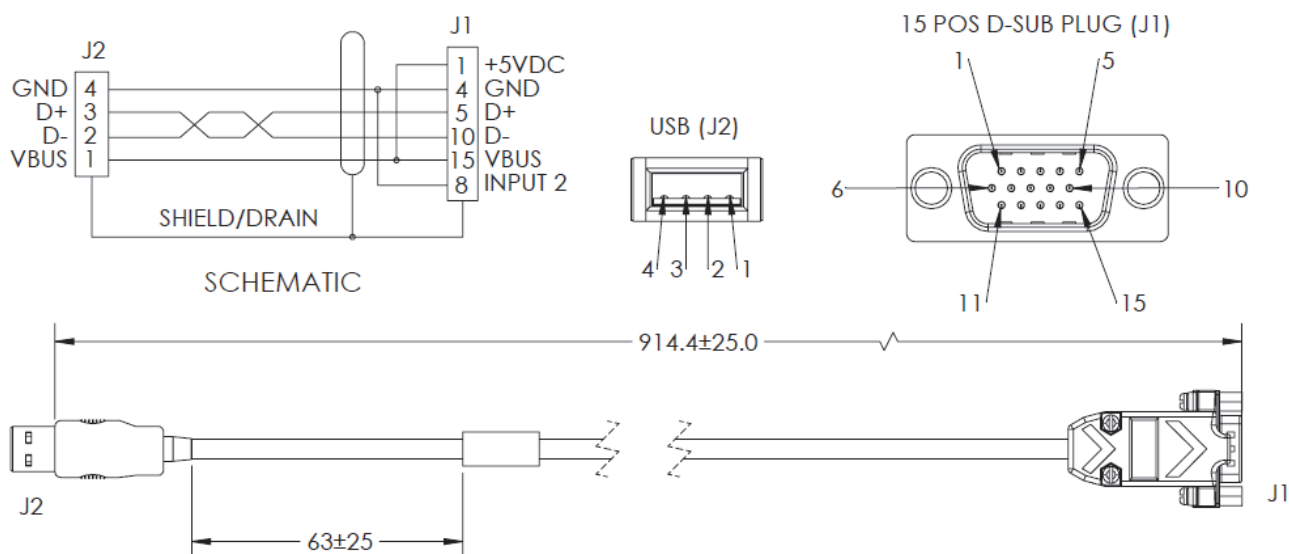 J2
GND 4
D+ 3
D- 2
VBUS 1
J1
1 +5VDC
4 GND
5 D+
10 D-
15 VBUS
8 INPUT 2
SHIELD/DRAIN
SCHEMATIC
USB (J2)
4 3 2 1
15 POS D-SUB PLUG (J1)
1 5
6 10
11 15
914.4±25.0
J2
63±25
J1